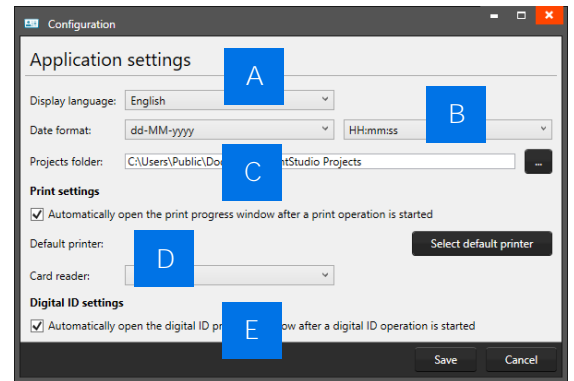 Configuration
Application settings
A
Display language: English
B
Date format: dd-MM-yyyy HH:mm:ss
Projects folder: C:\Users\Public\Doc ntStudio Projects ...
C
Print settings
Automatically open the print progress window after a print operation is started
Default printer: Select default printer
D
Card reader:
Digital ID settings
Automatically open the digital ID pr ow after a digital ID operation is started
E
Save Cancel